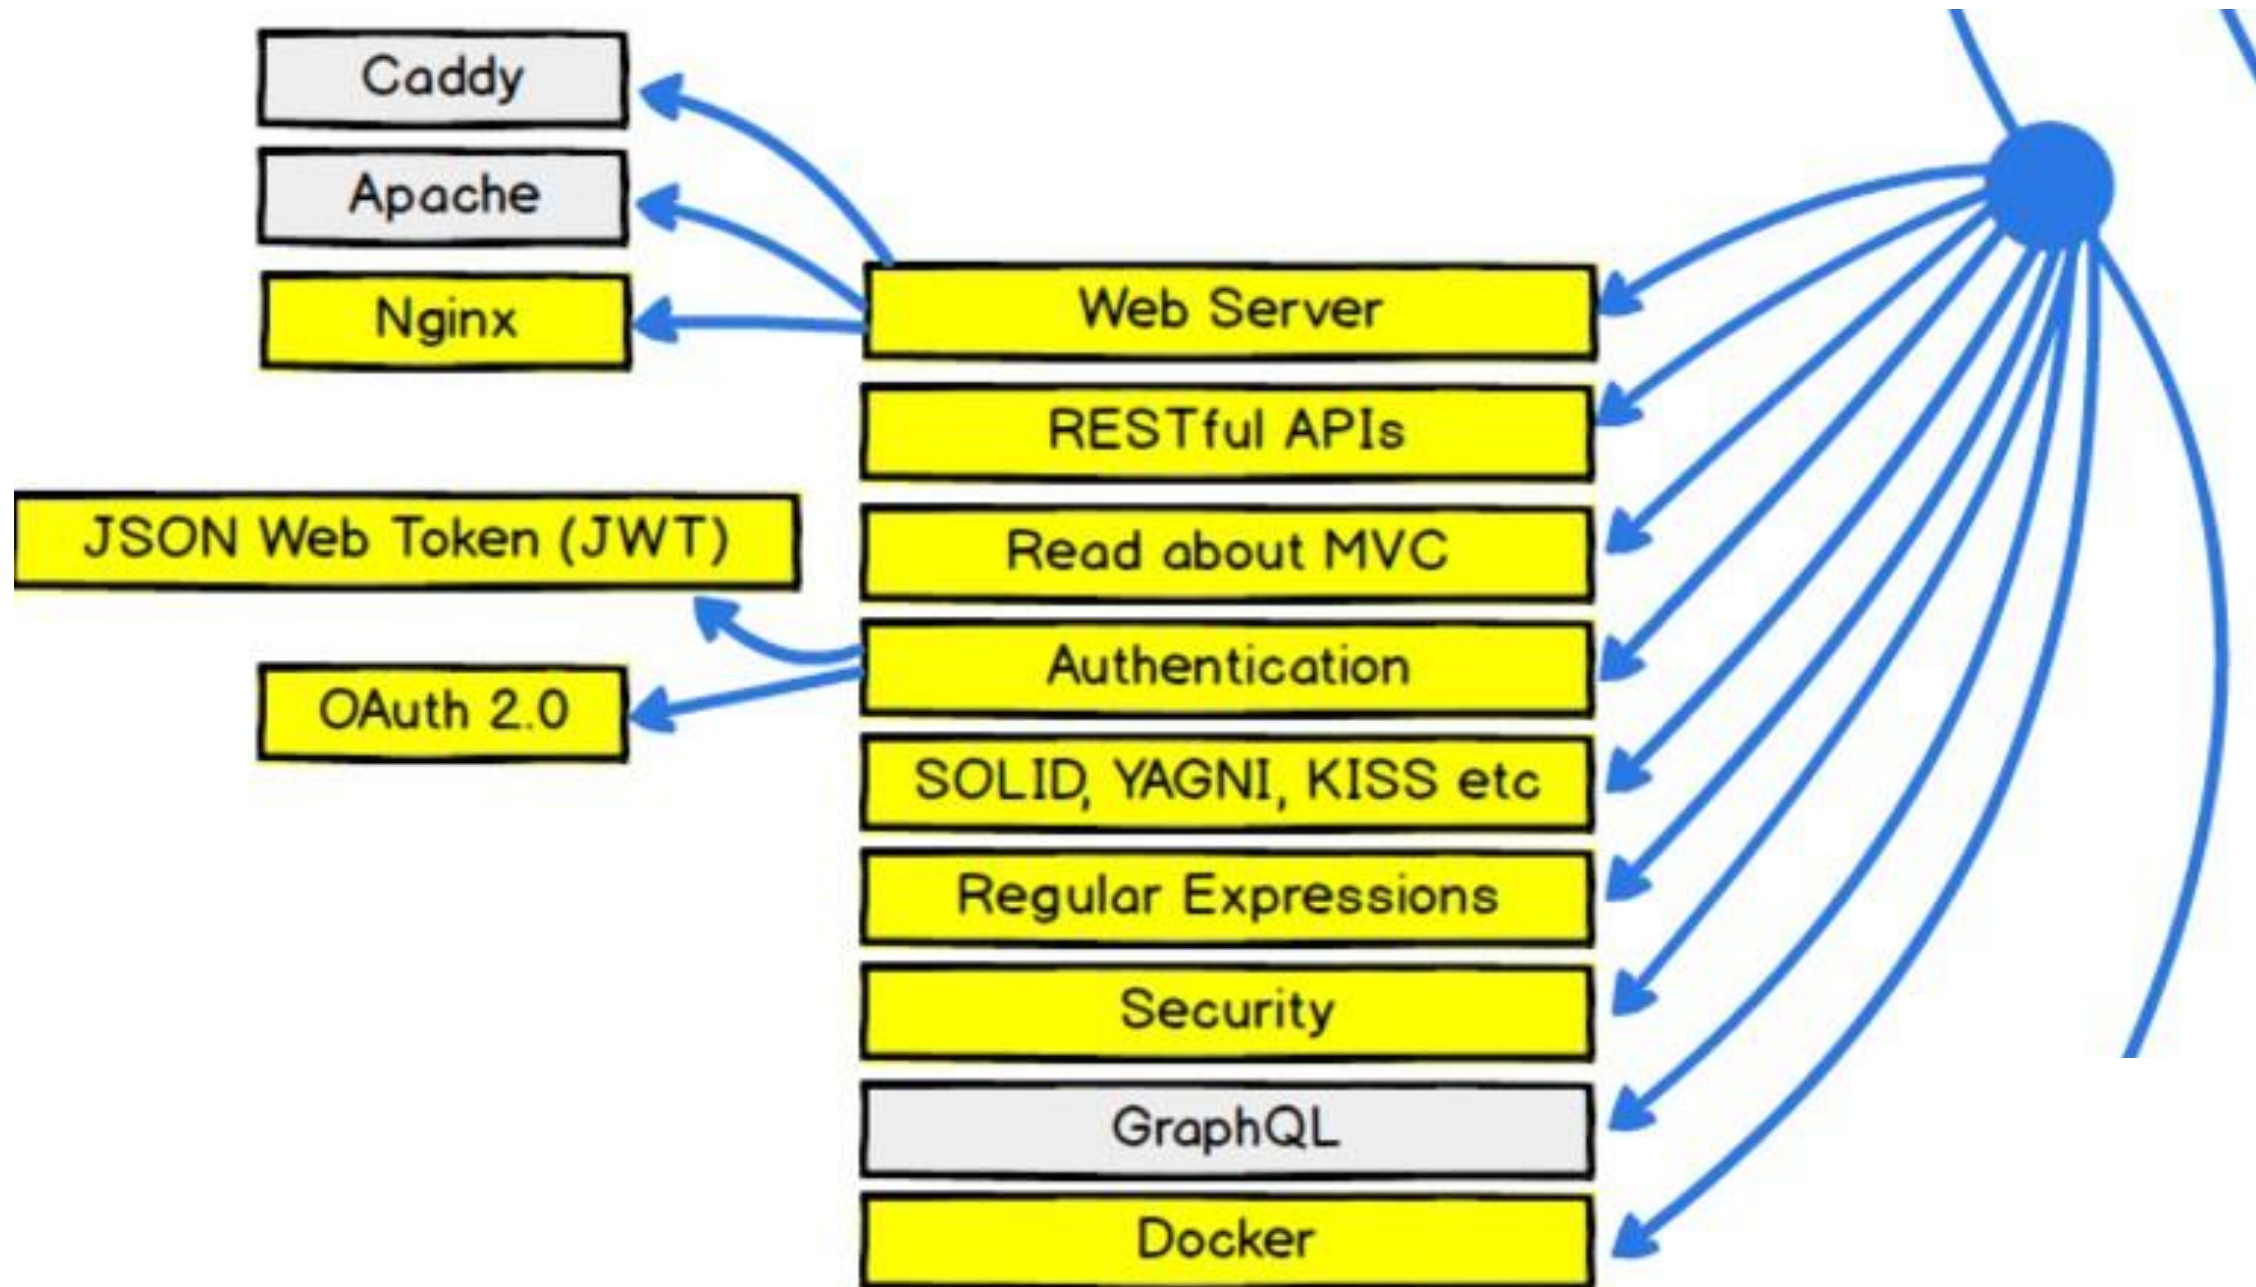 Caddy
Apache
Nginx
Web Server
RESTful APIs
JSON Web Token (JWT)
Read about MVC
Authentication
OAuth 2.0
SOLID, YAGNI, KISS etc
Regular Expressions
Security
GraphQL
Docker